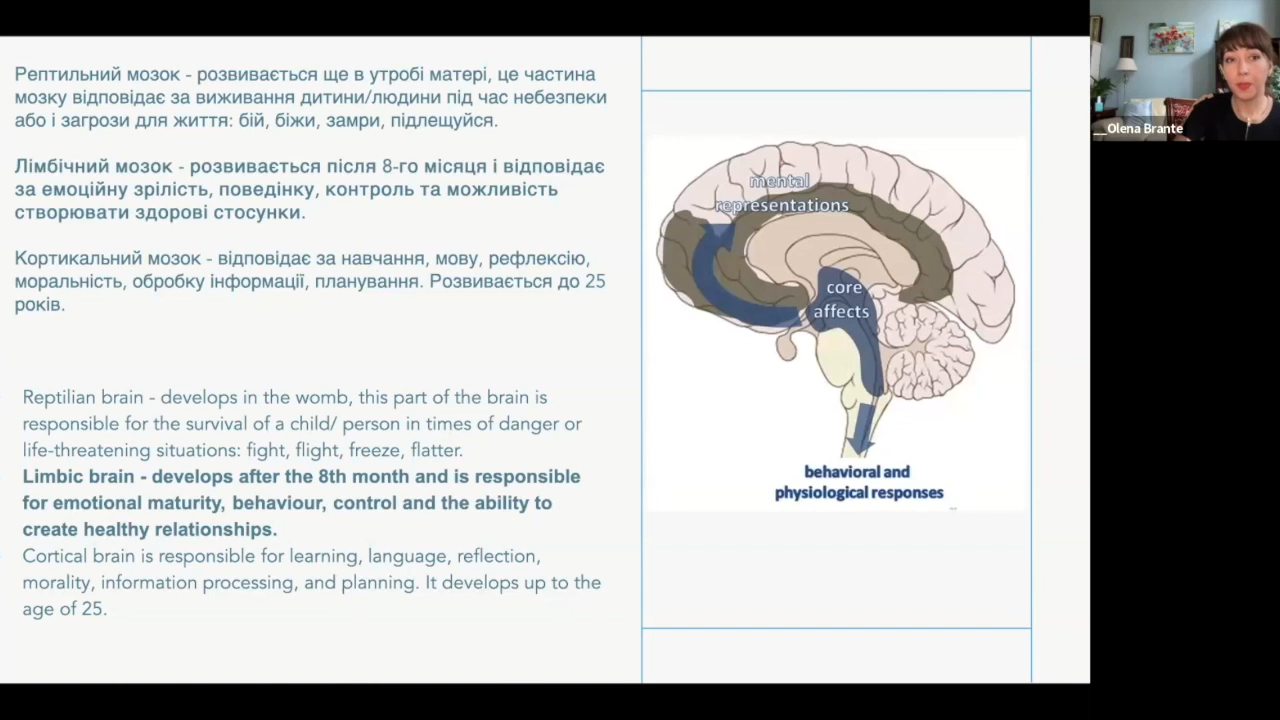 Рептильний мозок - розвивається ще в утробі матері, це частина
мозку відповідає за виживання дитини/людини під час небезпеки
або і загрози для життя: бій, біжи, замри, підлещуйся.
Лімбічний мозок - розвивається після 8-го місяця і відповідає
за емоційну зрілість, поведінку, контроль та можливість
створювати здорові стосунки.
Кортикальний мозок - відповідає за навчання, мову, рефлексію,
моральність, обробку інформації, планування. Розвивається до 25
років.
Reptilian brain - develops in the womb, this part of the brain is
responsible for the survival of a child/ person in times of danger or
life-threatening situations: fight, flight, freeze, flatter.
Limbic brain - develops after the 8th month and is responsible
for emotional maturity, behaviour, control and the ability to
create healthy relationships.
Cortical brain is responsible for learning, language, reflection,
morality, information processing, and planning. It develops up to the
age of 25.
mental
representations
core
affects
behavioral and
physiological responses
__Olena Brante